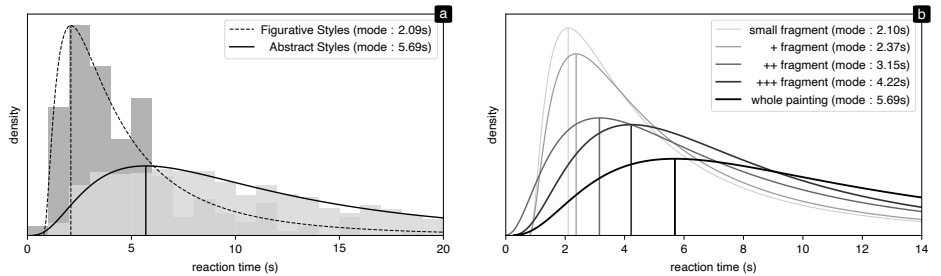 a
Figurative Styles (mode : 2.09s)
Abstract Styles (mode : 5.69s)
density
0 5 10 15 20
reaction time (s)
b
small fragment (mode : 2.10s)
+ fragment (mode : 2.37s)
++ fragment (mode : 3.15s)
+++ fragment (mode : 4.22s)
whole painting (mode : 5.69s)
density
0 2 4 6 8 10 12 14
reaction time (s)